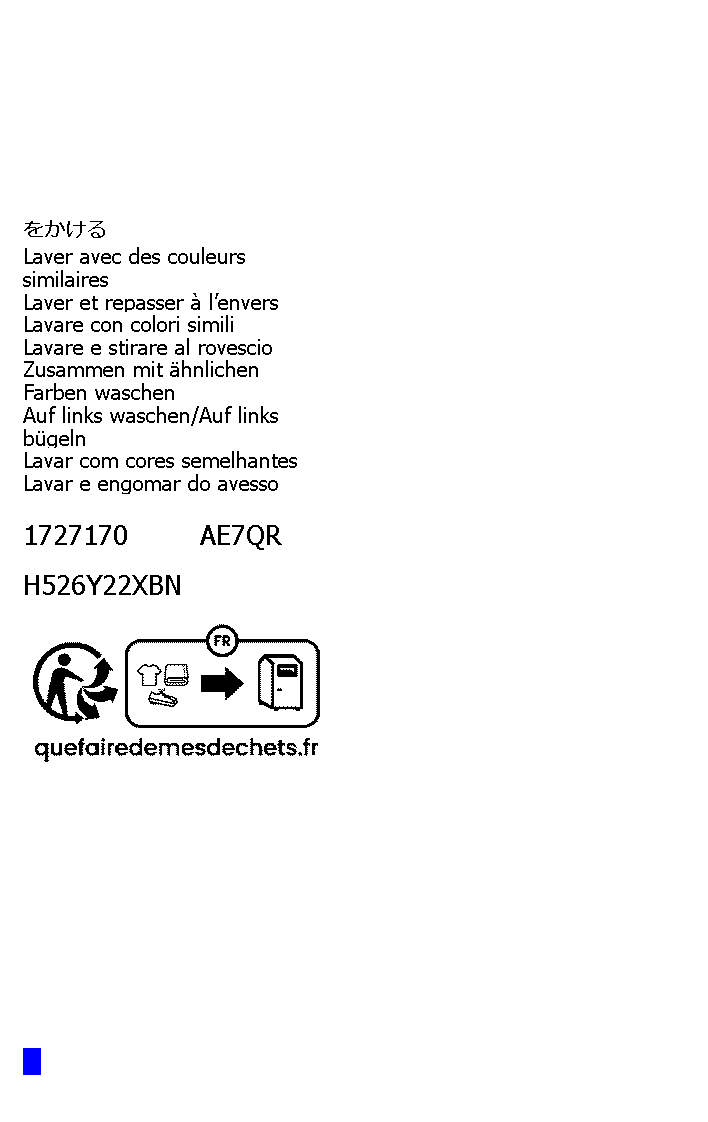 をかける
Laver avec des couleurs
similaires
Laver et repasser à l’envers
Lavare con colori simili
Lavare e stirare al rovescio
Zusammen mit ähnlichen
Farben waschen
Auf links waschen/Auf links
bügeln
Lavar com cores semelhantes
Lavar e engomar do avesso
1727170 AE7QR
H526Y22XBN
FR
quefairedemesdechets.fr